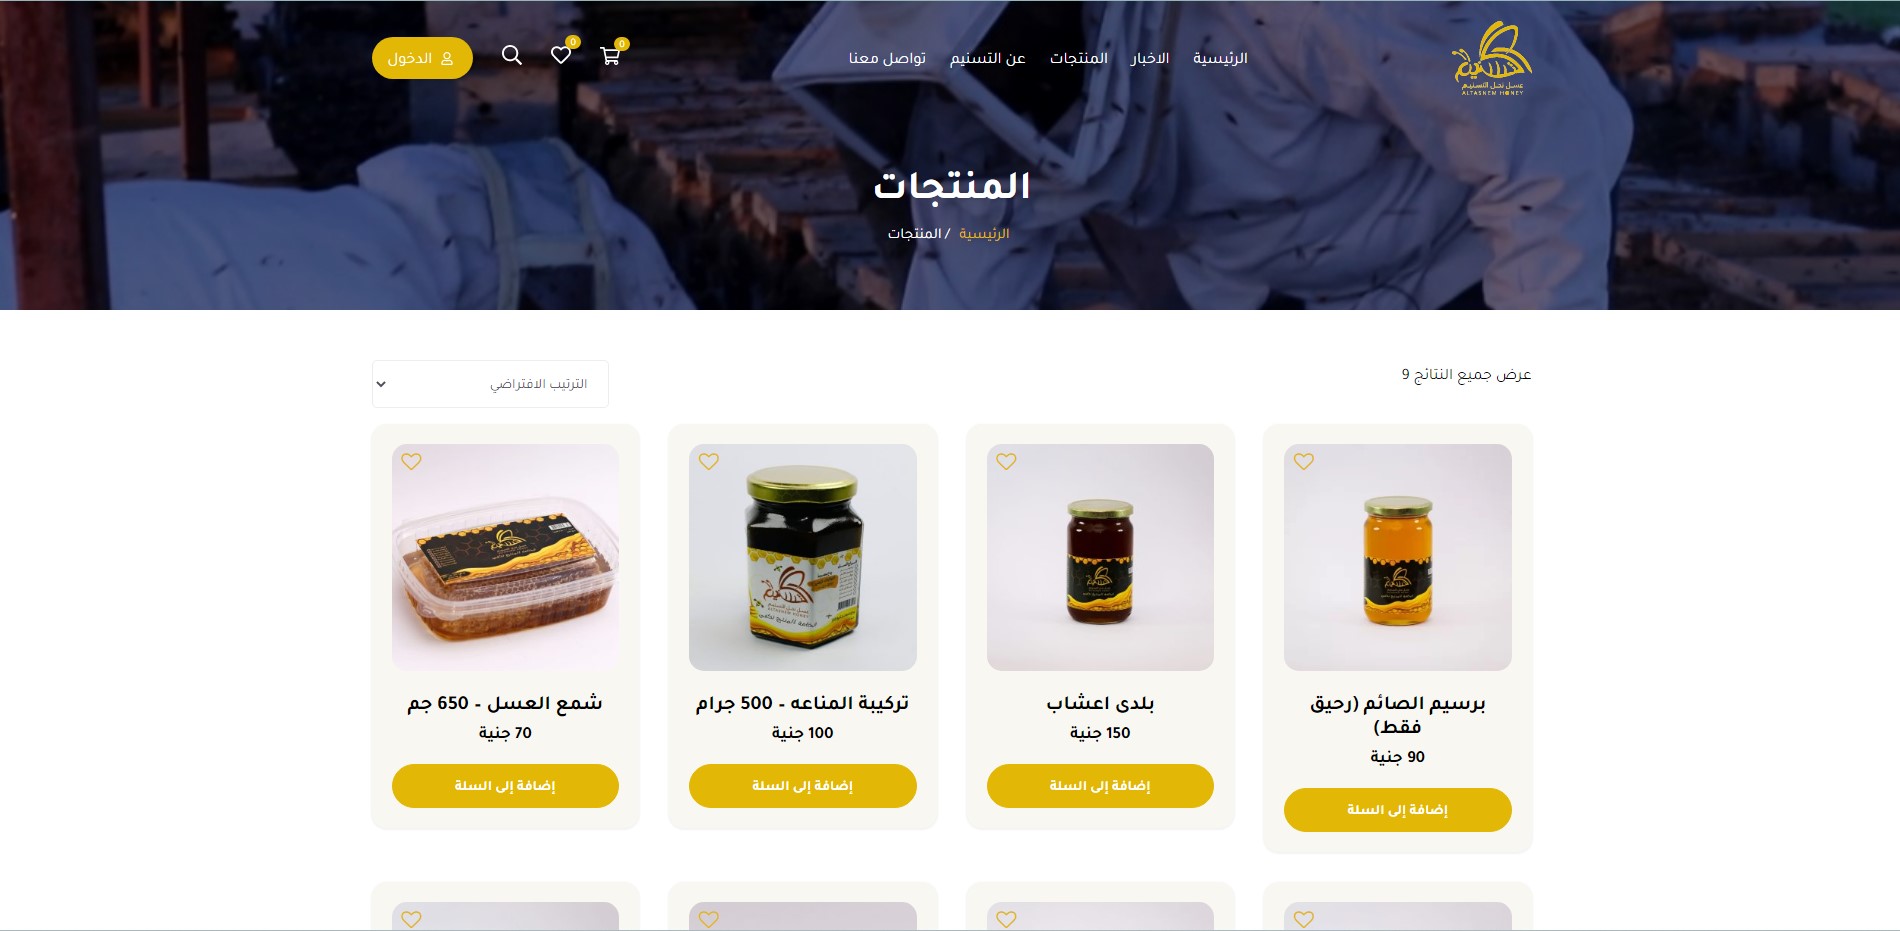 عسل نحل التسنيم
ALTASNEM HONEY
الرئيسية
الاخبار
المنتجات
عن التسنيم
تواصل معنا
0
0
الدخول
المنتجات
الرئيسية / المنتجات
عرض جميع النتائج 9
الترتيب الافتراضي
برسيم الصائم (رحيق
فقط)
90 جنية
إضافة إلى السلة
بلدى اعشاب
150 جنية
إضافة إلى السلة
تركيبة المناعه - 500 جرام
100 جنية
إضافة إلى السلة
شمع العسل - 650 جم
70 جنية
إضافة إلى السلة